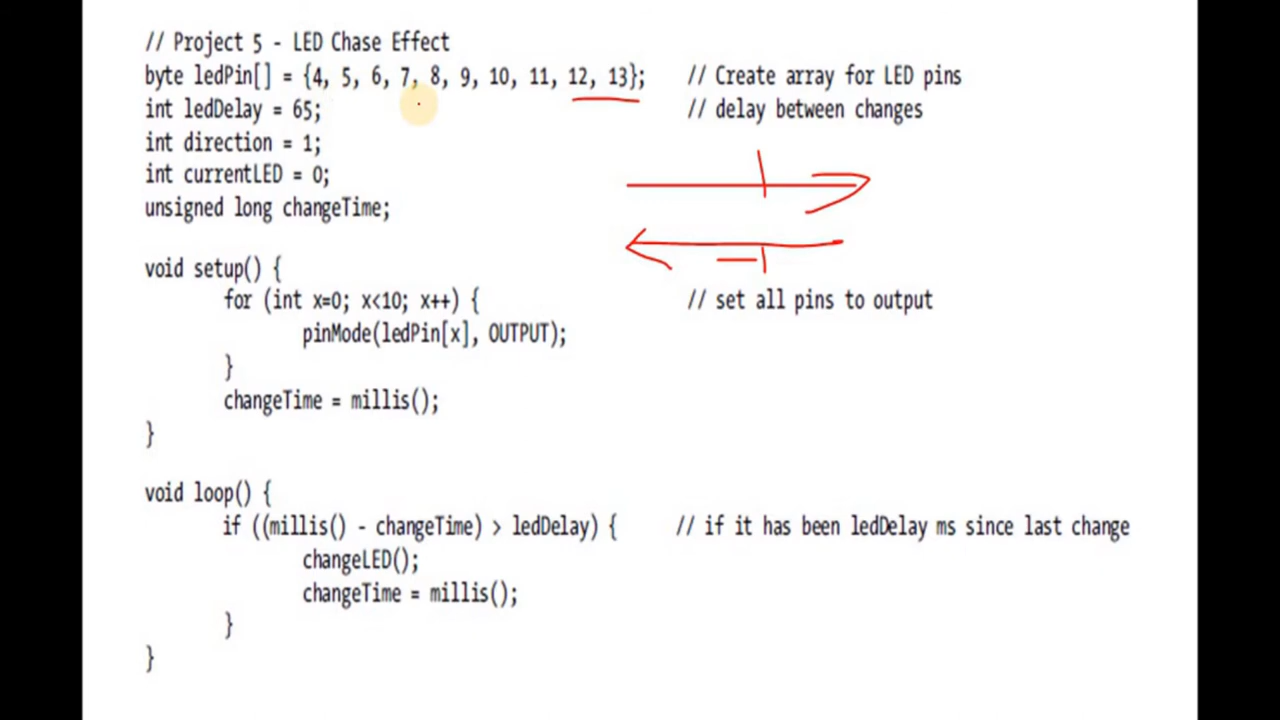 // Project 5 - LED Chase Effect
byte ledPin[] = {4, 5, 6, 7, 8, 9, 10, 11, 12, 13}; // Create array for LED pins
int ledDelay = 65; // delay between changes
int direction = 1;
int currentLED = 0;
unsigned long changeTime;
1
-1
void setup() {
for (int x=0; x<10; x++) { // set all pins to output
pinMode(ledPin[x], OUTPUT);
}
changeTime = millis();
}
void loop() {
if ((millis() - changeTime) > ledDelay) { // if it has been ledDelay ms since last change
changeLED();
changeTime = millis();
}
}